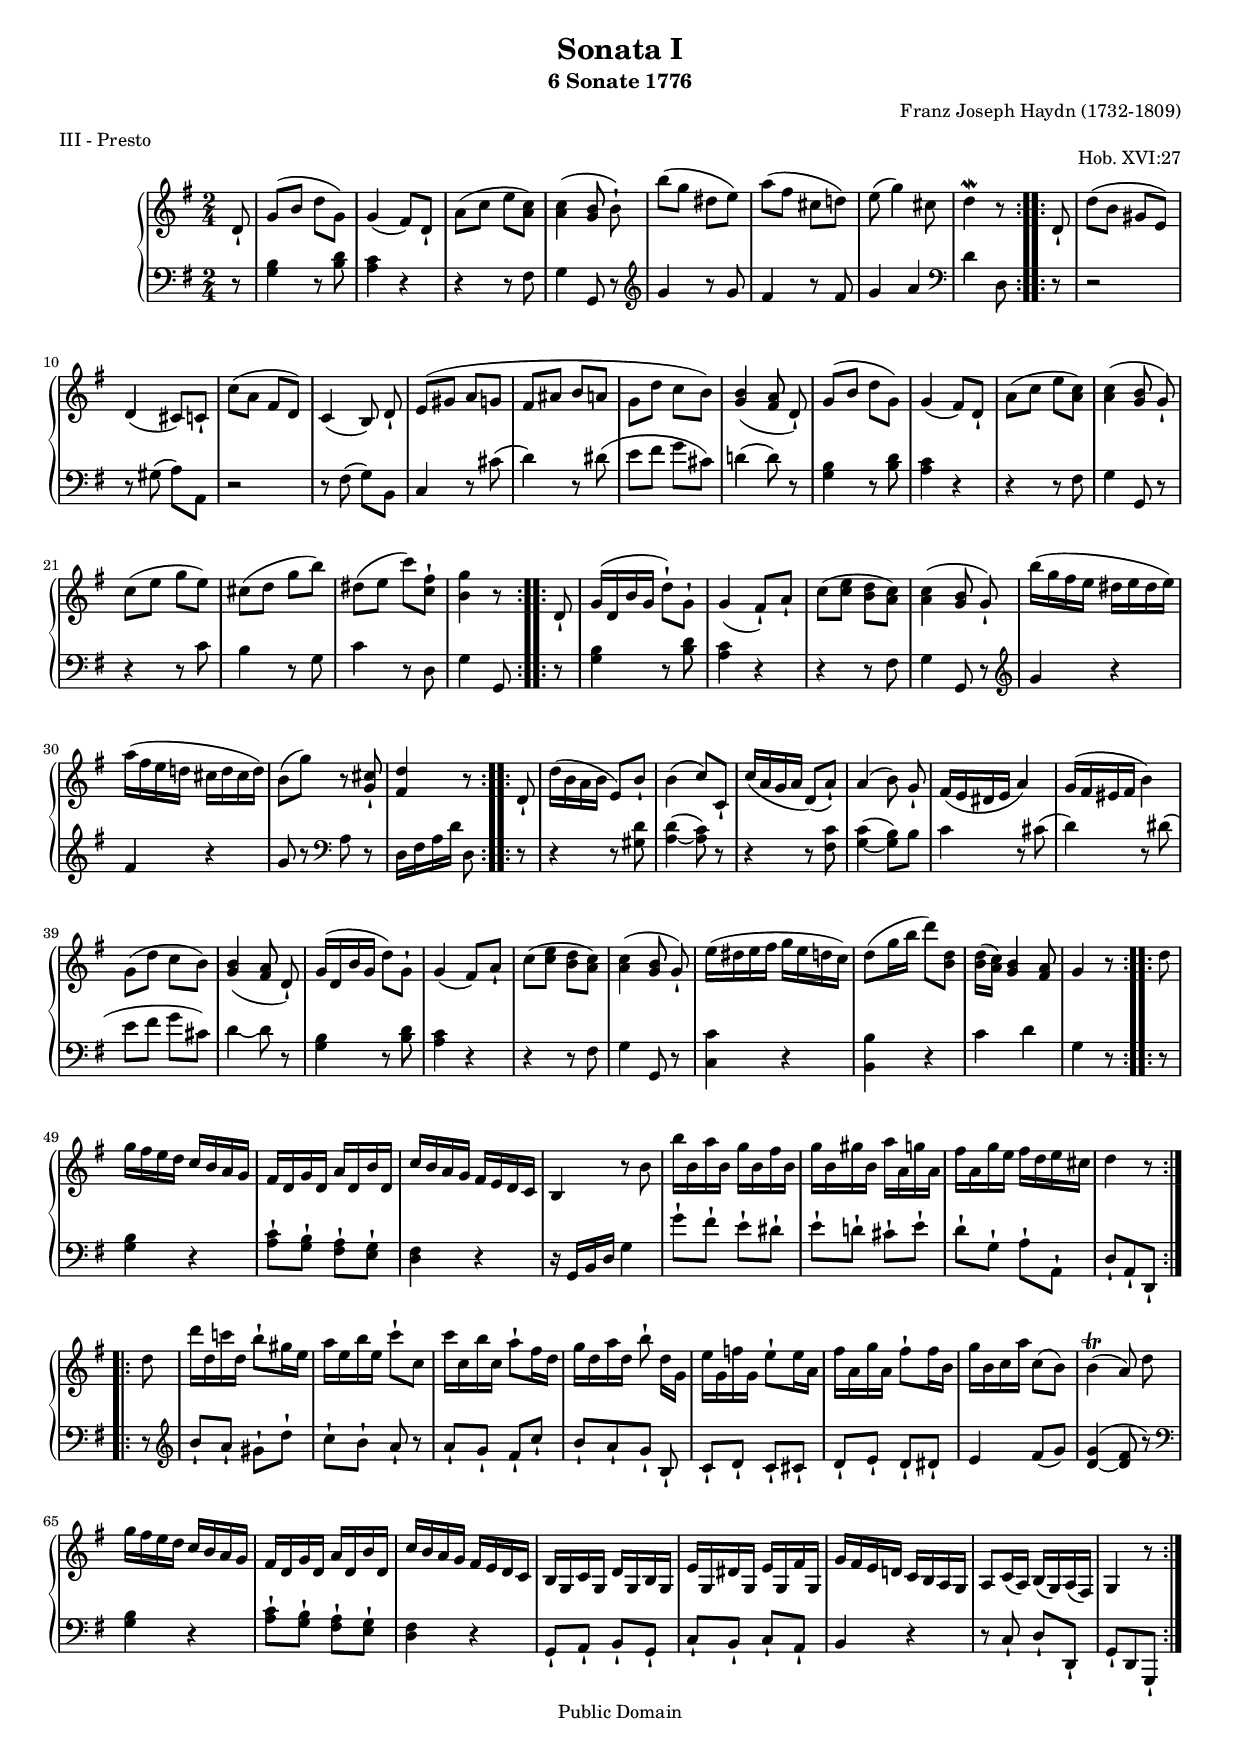 Sonata I
6 Sonate 1776
Franz Joseph Haydn (1732-1809)
III - Presto
Hob. XVI:27
10
21
30
39
49
65
Public Domain